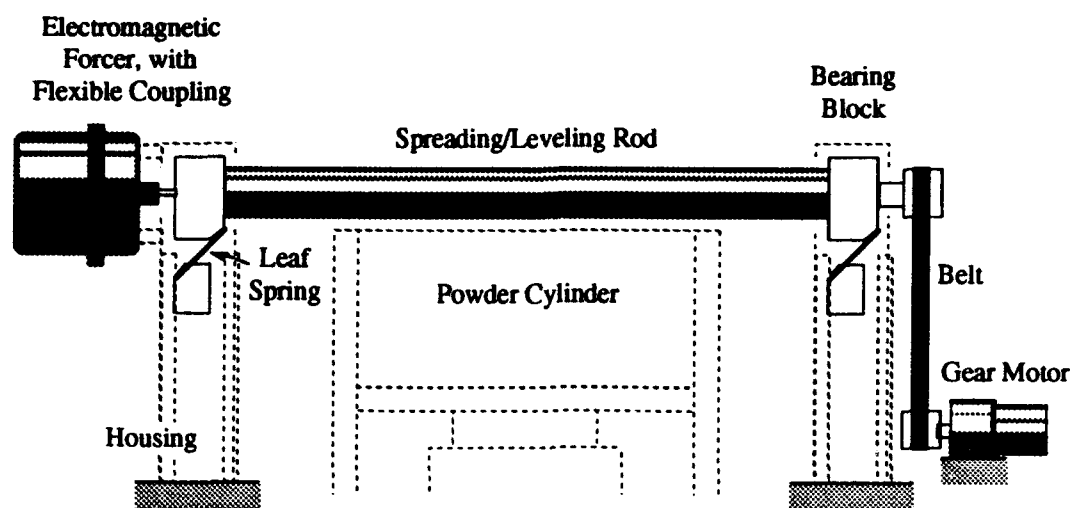 Electromagnetic
Forcer, with
Flexible Coupling
Bearing
Block
Spreading/Leveling Rod
Leaf
Spring
Powder Cylinder
Belt
Gear Motor
Housing